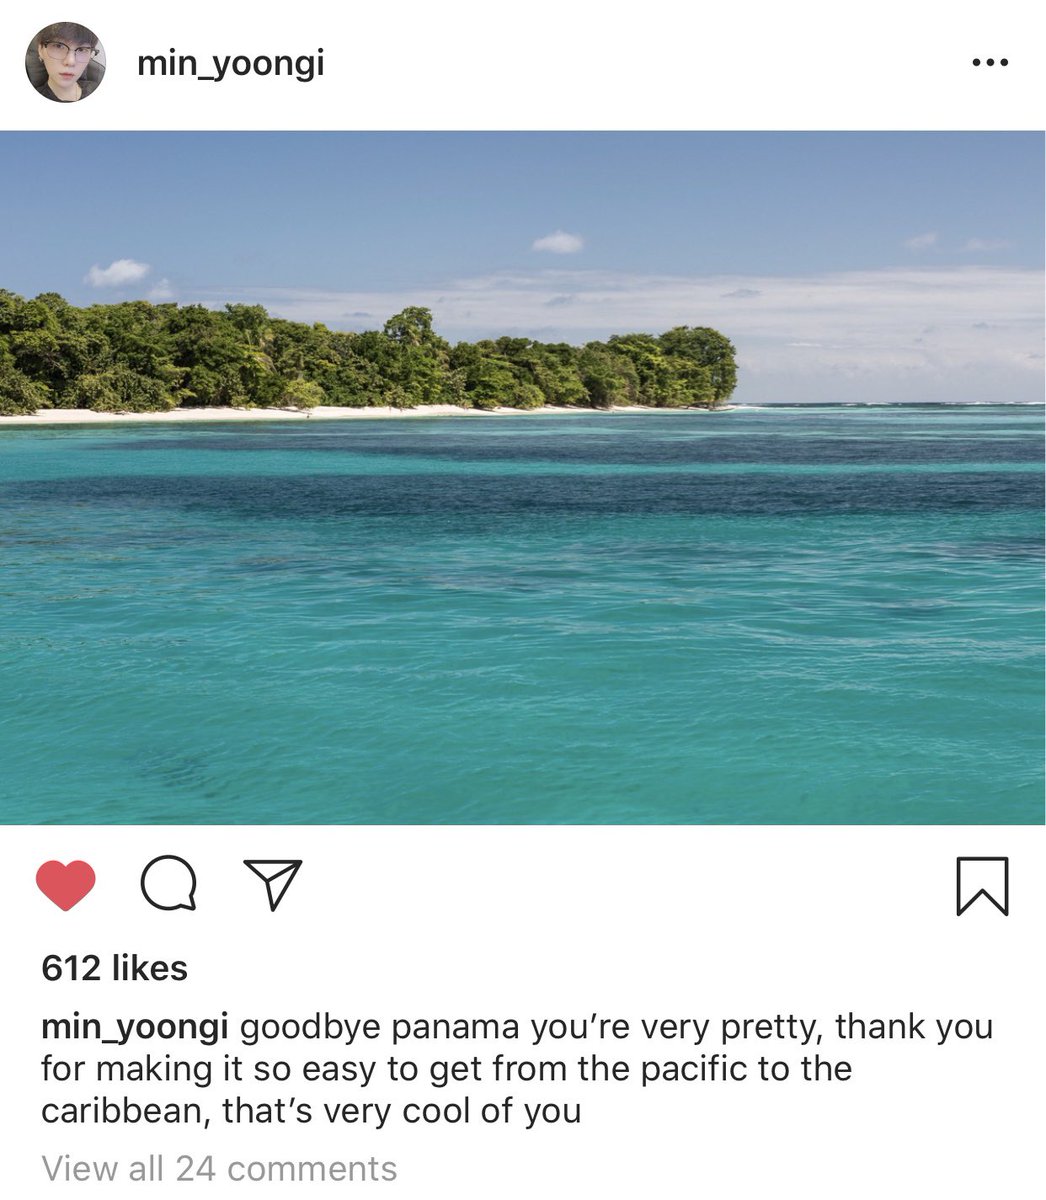 min_yoongi
612 likes
min_yoongi goodbye panama you’re very pretty, thank you
for making it so easy to get from the pacific to the
caribbean, that’s very cool of you
View all 24 comments